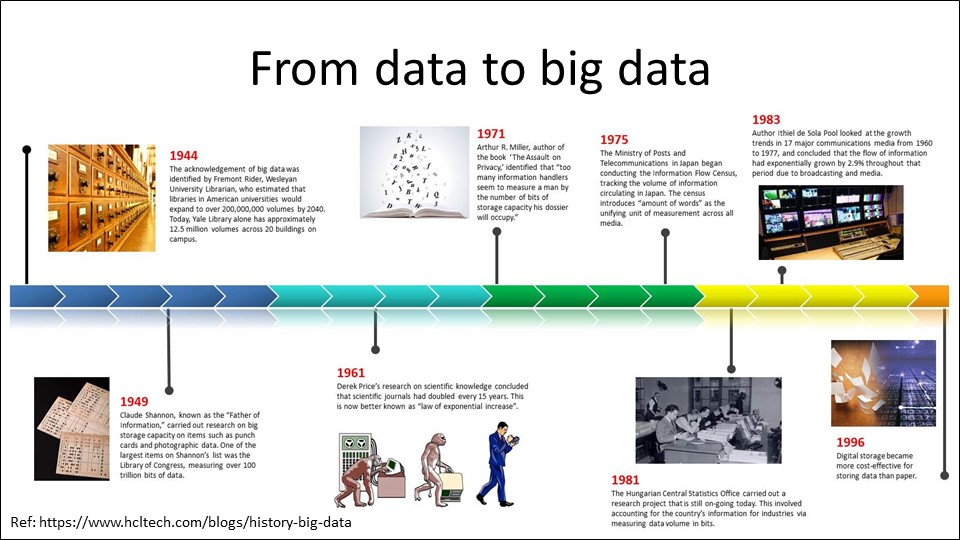 From data to big data
1944
The acknowledgement of big data was
identified by Fremont Rider, Wesleyan
University Librarian, who estimated that
libraries in American universities would
expand to over 200,000,000 volumes by 2040.
Today, Yale Library alone has approximately
12.5 million volumes across 20 buildings on
campus.
1971
Arthur R. Miller, author of
the book ‘The Assault on
Privacy,’ identified that “too
many information handlers
seem to measure a man by
the number of bits of
storage capacity his dossier
will occupy.”
1975
The Ministry of Posts and
Telecommunications in Japan began
conducting the Information Flow Census,
tracking the volume of information
circulating in Japan. The census
introduces “amount of words” as the
unifying unit of measurement across all
media.
1983
Author Ithiel de Sola Pool looked at the growth
trends in 17 major communications media from 1960
to 1977, and concluded that the flow of information
had exponentially grown by 2.9% throughout that
period due to broadcasting and media.
1949
Claude Shannon, known as the “Father of
Information,” carried out research on big
storage capacity on items such as punch
cards and photographic data. One of the
largest items on Shannon’s list was the
Library of Congress, measuring over 100
trillion bits of data.
1961
Derek Price’s research on scientific knowledge concluded
that scientific journals had doubled every 15 years. This
is now better known as “law of exponential increase”.
1981
The Hungarian Central Statistics Office carried out a
research project that is still on-going today. This involved
accounting for the country’s information for industries via
measuring data volume in bits.
1996
Digital storage became
more cost-effective for
storing data than paper.
Ref: https://www.hcltech.com/blogs/history-big-data